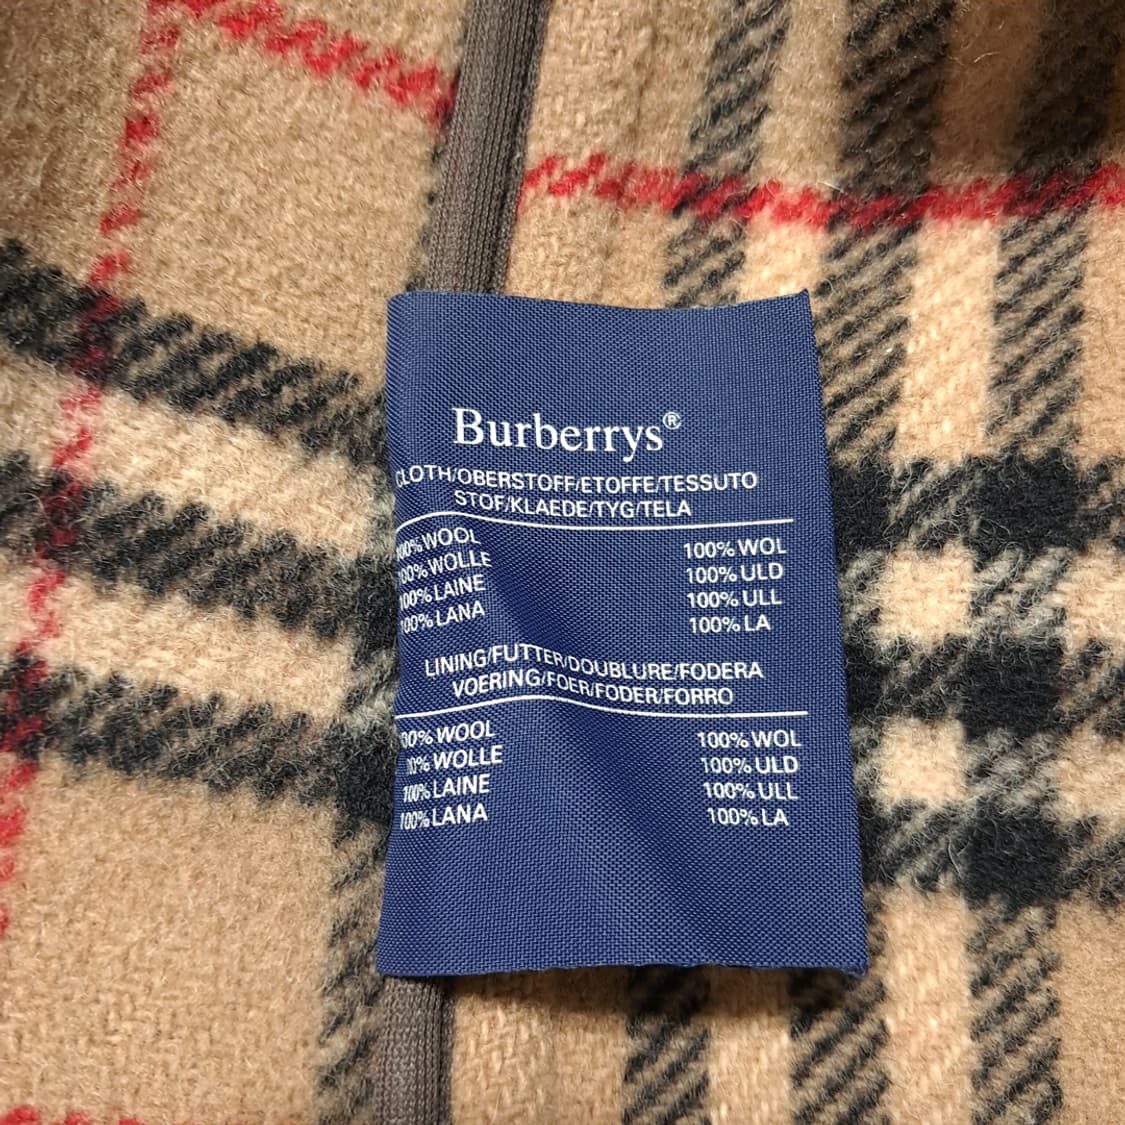 Burberrys®
CLOTH/OBERSTOFF/ETOFFE/TESSUTO
STOF/KLAEDE/TYG/TELA
100% WOOL 100% WOL
100% WOLLE 100% ULD
100% LAINE 100% ULL
100% LANA 100% LA
LINING/FUTTER/DOUBLURE/FODERA
VOERING/FOER/FODER/FORRO
100% WOOL 100% WOL
100% WOLLE 100% ULD
100% LAINE 100% ULL
100% LANA 100% LA